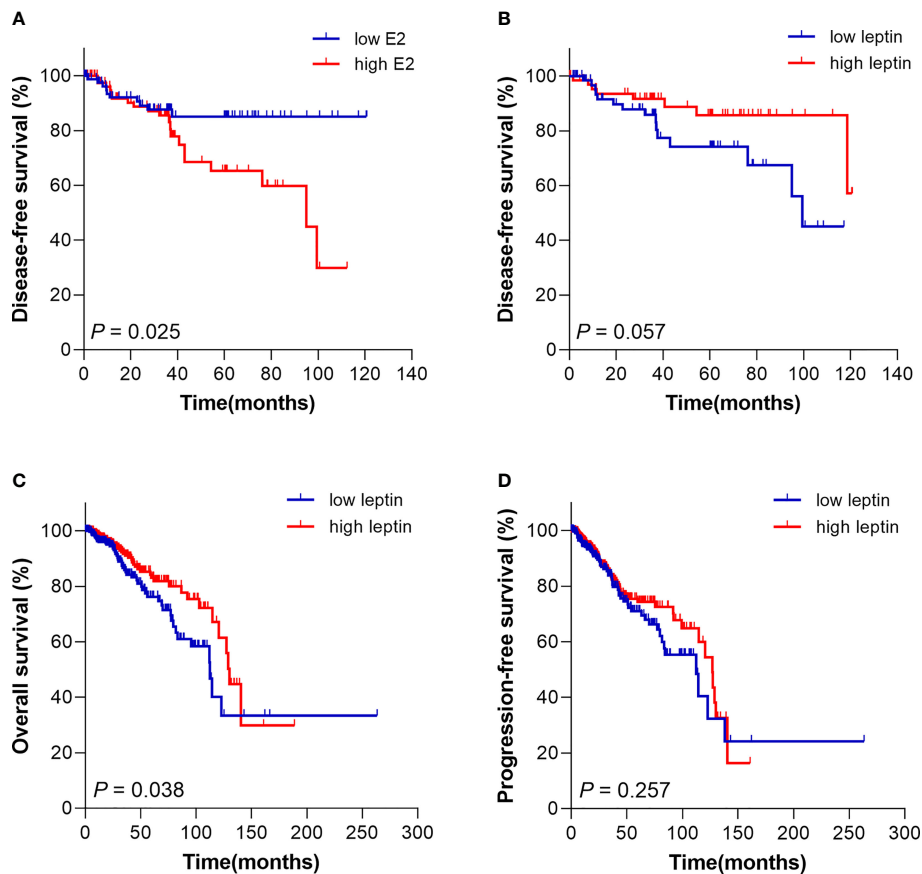 A
low E2
high E2
Disease-free survival (%)
100
80
60
40
20
0
P = 0.025
0 20 40 60 80 100 120 140
Time(months)
B
low leptin
high leptin
Disease-free survival (%)
100
80
60
40
20
0
P = 0.057
0 20 40 60 80 100 120 140
Time(months)
C
low leptin
high leptin
Overall survival (%)
100
80
60
40
20
0
P = 0.038
0 50 100 150 200 250 300
Time(months)
D
low leptin
high leptin
Progression-free survival (%)
100
80
60
40
20
0
P = 0.257
0 50 100 150 200 250 300
Time(months)